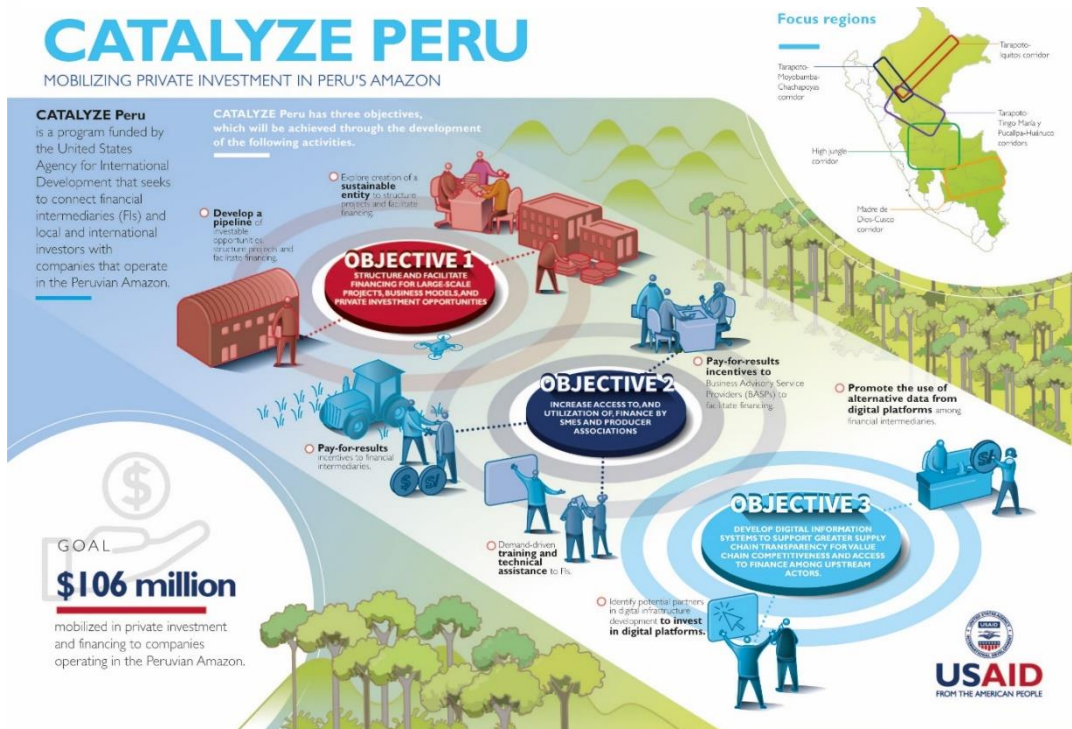 CATALYZE PERU
MOBILIZING PRIVATE INVESTMENT IN PERU'S AMAZON
CATALYZE Peru
is a program funded by
the United States
Agency for International
Development that seeks
to connect financial
intermediaries (FIs) and
local and international
investors with
companies that operate
in the Peruvian Amazon.
CATALYZE Peru has three objectives,
which will be achieved through the development
of the following activities.
Focus regions
Tarapoto-
Iquitos corridor
Tarapoto-
Moyobamba-
Chachapoyas
corridor
Tarapoto
Tingo María y
Pucallpa-Huánuco
corridors
High jungle
corridor
Madre de
Dios-Cusco
corridor
Explore creation of a
sustainable
entity to structure
projects and facilitate
financing.
Develop a
pipeline of
investable
opportunities,
structure projects and
facilitate financing.
OBJECTIVE 1
STRUCTURE AND FACILITATE
FINANCING FOR LARGE-SCALE
PROJECTS, BUSINESS MODELS, AND
PRIVATE INVESTMENT OPPORTUNITIES
OBJECTIVE 2
INCREASE ACCESS TO, AND
UTILIZATION OF, FINANCE BY
SMES AND PRODUCER
ASSOCIATIONS
Pay-for-results
incentives to
Business Advisory Service
Providers (BASPs) to
facilitate financing.
Pay-for-results
incentives to financial
intermediaries.
$ S/
Demand-driven
training and
technical
assistance to FIs.
Promote the use of
alternative data from
digital platforms among
financial intermediaries.
S/.
OBJECTIVE 3
DEVELOP DIGITAL INFORMATION
SYSTEMS TO SUPPORT GREATER SUPPLY
CHAIN TRANSPARENCY FOR VALUE
CHAIN COMPETITIVENESS AND ACCESS
TO FINANCE AMONG UPSTREAM
ACTORS.
Identify potential partners
in digital infrastructure
development to invest
in digital platforms.
$
GOAL
$106 million
mobilized in private investment
and financing to companies
operating in the Peruvian Amazon.
UNITED STATES AGENCY
USAID
INTERNATIONAL DEVELOPMENT
USAID
FROM THE AMERICAN PEOPLE